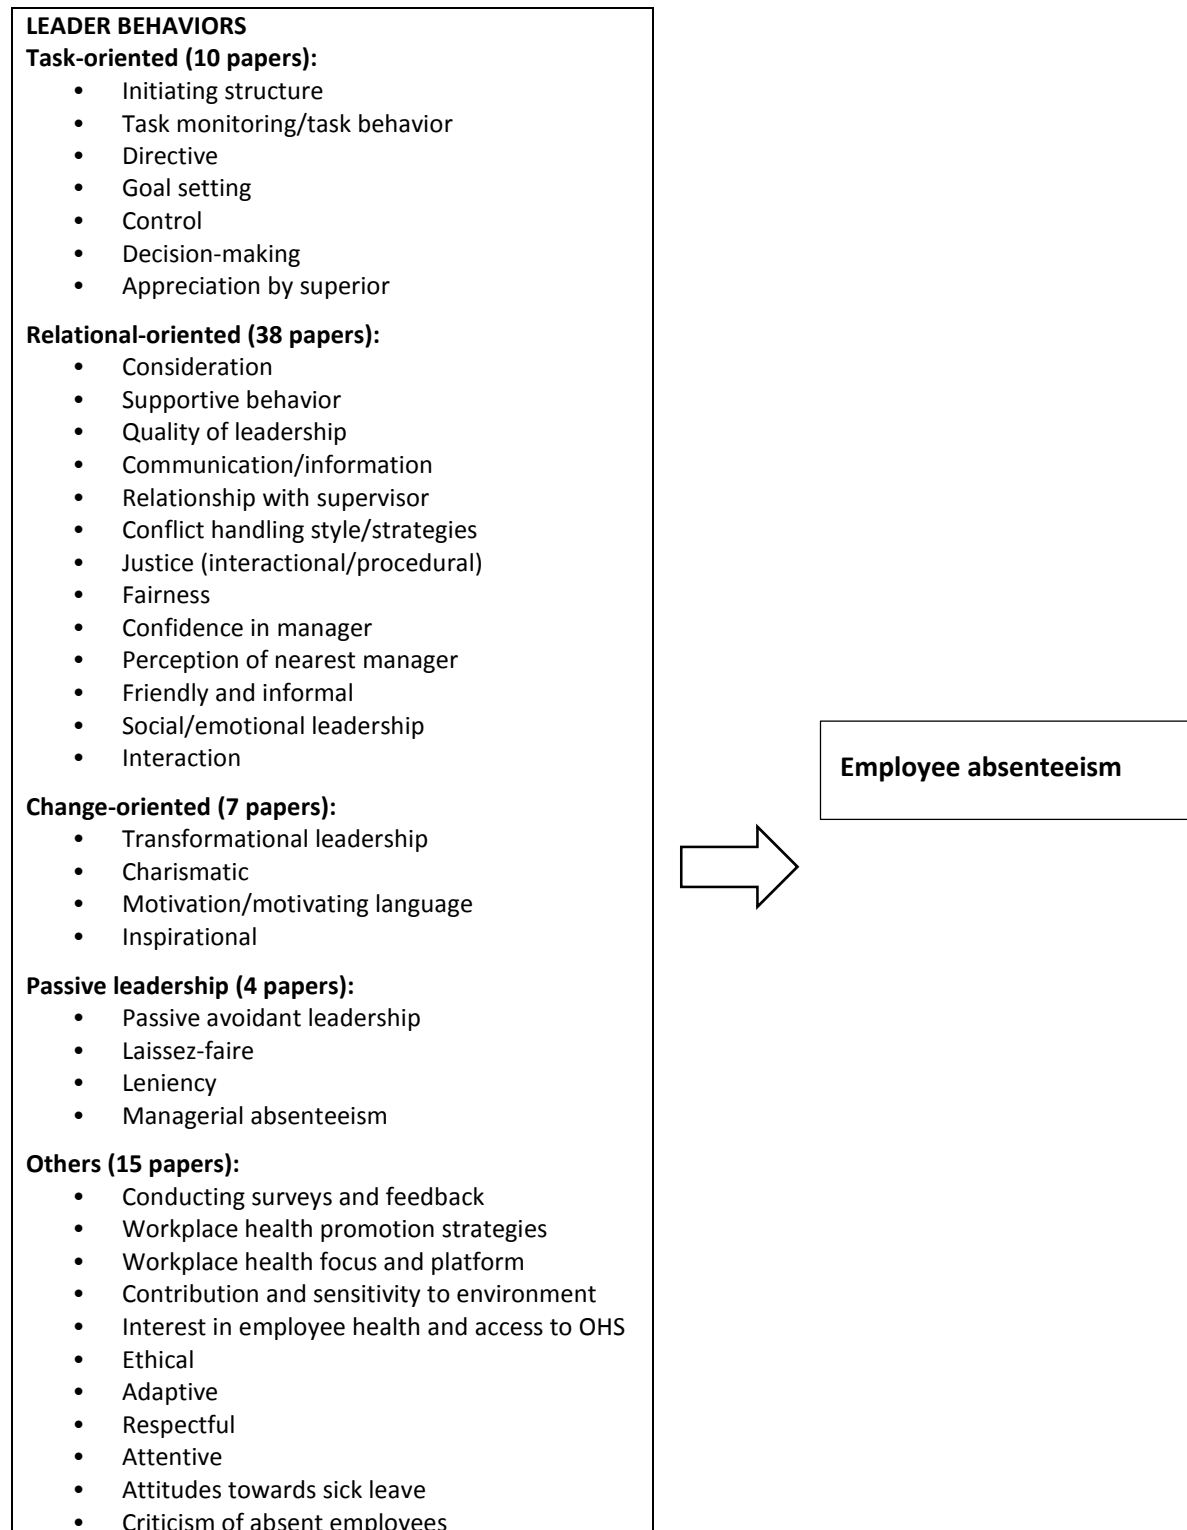 LEADER BEHAVIORS
Task-oriented (10 papers):
• Initiating structure
• Task monitoring/task behavior
• Directive
• Goal setting
• Control
• Decision-making
• Appreciation by superior
Relational-oriented (38 papers):
• Consideration
• Supportive behavior
• Quality of leadership
• Communication/information
• Relationship with supervisor
• Conflict handling style/strategies
• Justice (interactional/procedural)
• Fairness
• Confidence in manager
• Perception of nearest manager
• Friendly and informal
• Social/emotional leadership
• Interaction
Change-oriented (7 papers):
• Transformational leadership
• Charismatic
• Motivation/motivating language
• Inspirational
Passive leadership (4 papers):
• Passive avoidant leadership
• Laissez-faire
• Leniency
• Managerial absenteeism
Others (15 papers):
• Conducting surveys and feedback
• Workplace health promotion strategies
• Workplace health focus and platform
• Contribution and sensitivity to environment
• Interest in employee health and access to OHS
• Ethical
• Adaptive
• Respectful
• Attentive
• Attitudes towards sick leave
• Criticism of absent employees
Employee absenteeism